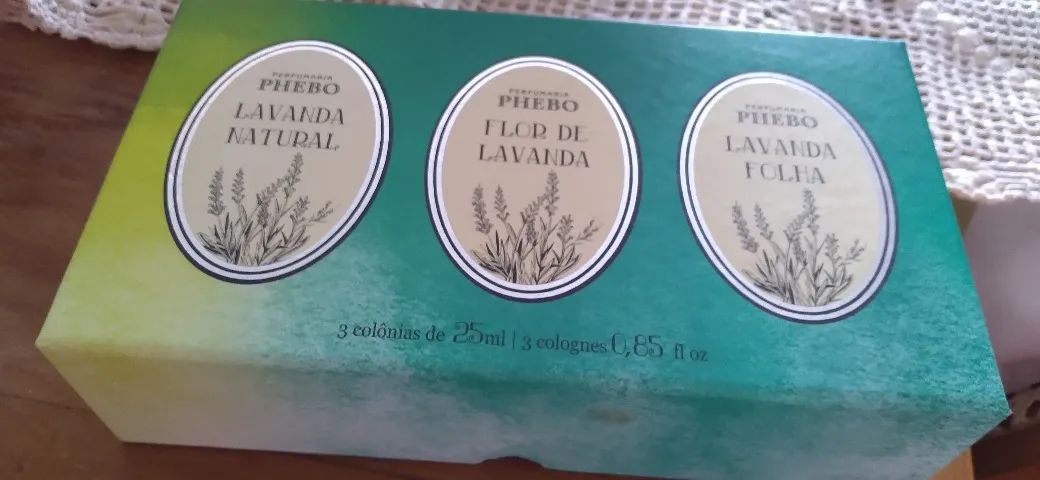 PERFUMARIA
PHEBO
LAVANDA
NATURAL
PERFUMARIA
PHEBO
FLOR DE
LAVANDA
PERFUMARIA
PHEBO
LAVANDA
FOLHA
3 colônias de 25ml | 3 colognes 0,85 fl oz